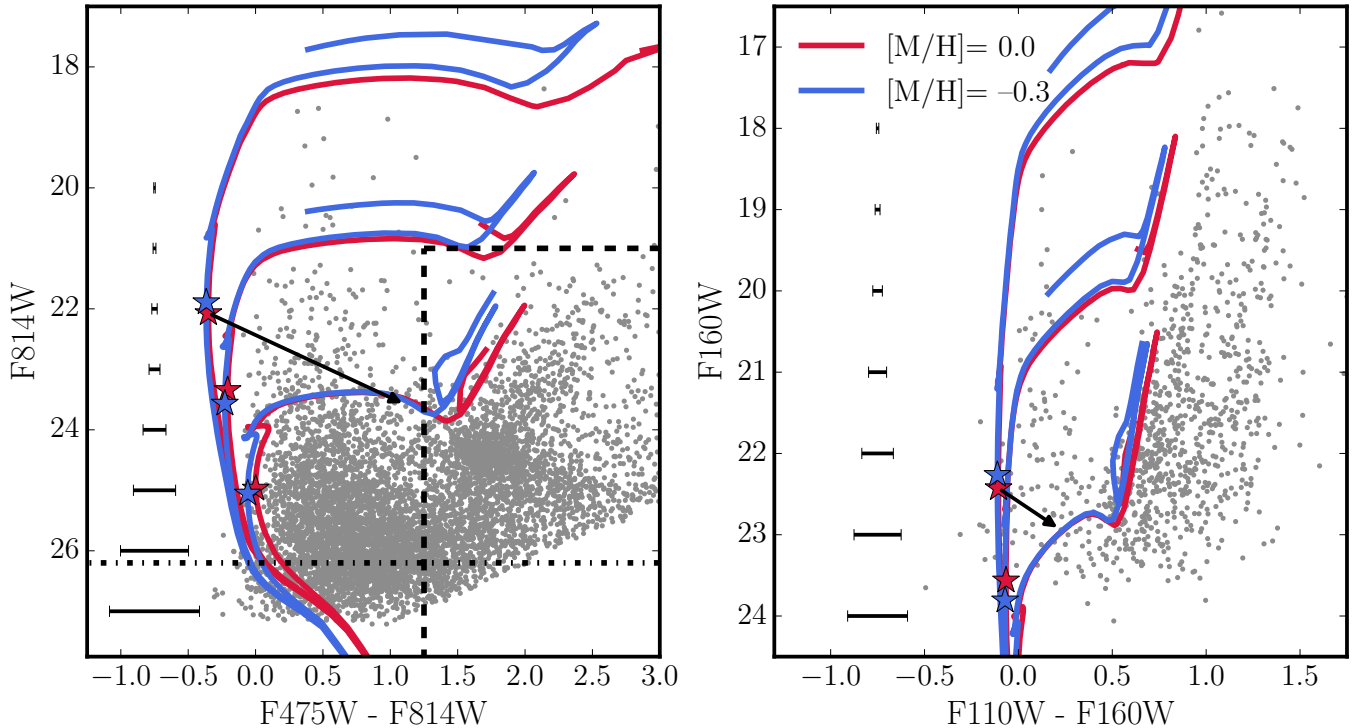 18
20
22
24
26
F814W
−1.0 −0.5 0.0 0.5 1.0 1.5 2.0 2.5 3.0
F475W - F814W
[M/H]= 0.0
[M/H]= –0.3
17
18
19
20
21
22
23
24
F160W
−1.0 −0.5 0.0 0.5 1.0 1.5
F110W - F160W